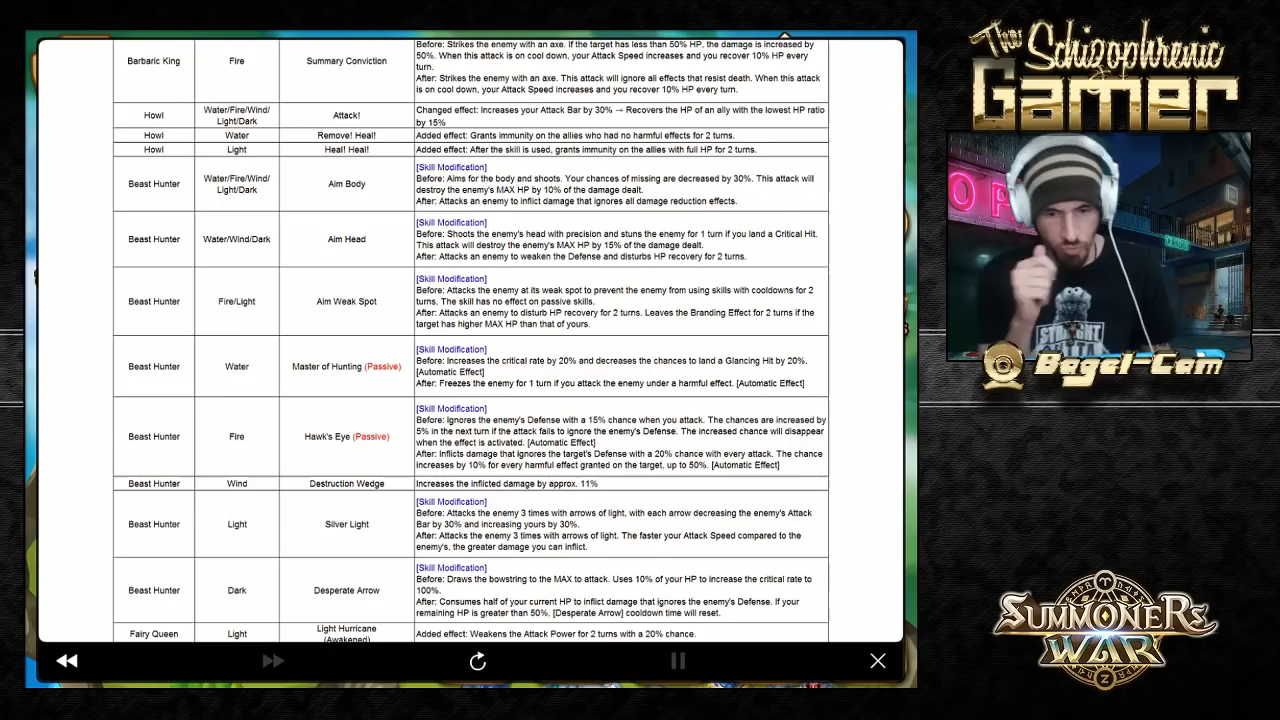 Before: Strikes the enemy with an axe. If the target has less than 50% HP, the damage is increased by
50%. When this attack is on cool down, your Attack Speed increases and you recover 10% HP every
turn.
Barbaric King Fire Summary Conviction
After: Strikes the enemy with an axe. This attack will ignore all effects that resist death. When this attack
is on cool down, your Attack Speed increases and you recover 10% HP every turn.
Howl Water/Fire/Wind/ Attack! Changed effect: Increases your Attack Bar by 30% → Recovers the HP of an ally with the lowest HP ratio
Light/Dark by 15%
Howl Water Remove! Heal! Added effect: Grants immunity on the allies who had no harmful effects for 2 turns.
Howl Light Heal! Heal! Added effect: After the skill is used, grants immunity on the allies with full HP for 2 turns.
Beast Hunter Water/Fire/Wind/ Aim Body
Light/Dark
[Skill Modification]
Before: Aims for the body and shoots. Your chances of missing are decreased by 30%. This attack will
destroy the enemy's MAX HP by 10% of the damage dealt.
After: Attacks an enemy to inflict damage that ignores all damage reduction effects.
Beast Hunter Water/Wind/Dark Aim Head
[Skill Modification]
Before: Shoots the enemy's head with precision and stuns the enemy for 1 turn if you land a Critical Hit.
This attack will destroy the enemy's MAX HP by 15% of the damage dealt.
After: Attacks an enemy to weaken the Defense and disturbs HP recovery for 2 turns.
Beast Hunter Fire/Light Aim Weak Spot
[Skill Modification]
Before: Attacks the enemy at its weak spot to prevent the enemy from using skills with cooldowns for 2
turns. The skill has no effect on passive skills.
After: Attacks an enemy to disturb HP recovery for 2 turns. Leaves the Branding Effect for 2 turns if the
target has higher MAX HP than that of yours.
Beast Hunter Water Master of Hunting (Passive)
[Skill Modification]
Before: Increases the critical rate by 20% and decreases the chances to land a Glancing Hit by 20%.
[Automatic Effect]
After: Freezes the enemy for 1 turn if you attack the enemy under a harmful effect. [Automatic Effect]
Beast Hunter Fire Hawk's Eye (Passive)
[Skill Modification]
Before: Ignores the enemy's Defense with a 15% chance when you attack. The chances are increased by
5% in the next turn if the attack fails to ignore the enemy's Defense. The increased chance will disappear
when the effect is activated. [Automatic Effect]
After: Inflicts damage that ignores the target's Defense with a 20% chance with every attack. The chance
increases by 10% for every harmful effect granted on the target, up to 50%. [Automatic Effect]
Beast Hunter Wind Destruction Wedge Increases the inflicted damage by approx. 11%
Beast Hunter Light Silver Light
[Skill Modification]
Before: Attacks the enemy 3 times with arrows of light, with each arrow decreasing the enemy's Attack
Bar by 30% and increasing yours by 30%.
After: Attacks the enemy 3 times with arrows of light. The faster your Attack Speed compared to the
enemy's, the greater damage you can inflict.
Beast Hunter Dark Desperate Arrow
[Skill Modification]
Before: Draws the bowstring to the MAX to attack. Uses 10% of your HP to increase the critical rate to
100%.
After: Consumes half of your current HP to inflict damage that ignores the enemy's Defense. If your
remaining HP is greater than 50%, [Desperate Arrow] cooldown time will reset.
Fairy Queen Light Light Hurricane Added effect: Weakens the Attack Power for 2 turns with a 20% chance.
(Awakened)
The Schizophrenic
Gamer
OP
STRAIGHT
Bagel-Cam
SUMMONERS
WAR